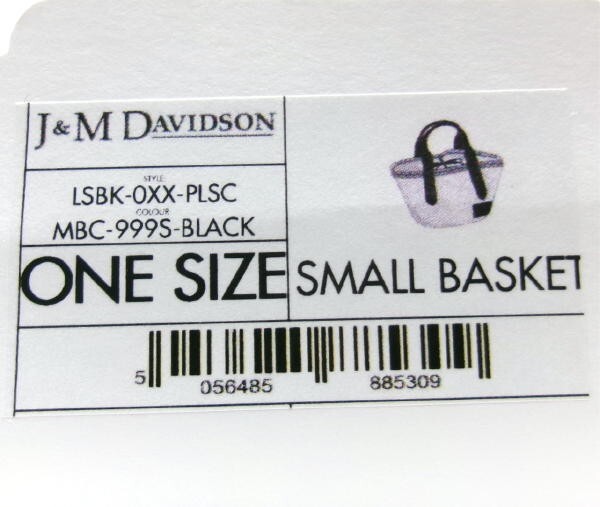 J&M DAVIDSON
STYLE:
LSBK-0XX-PLSC
COLOUR
MBC-999S-BLACK
ONE SIZE
SMALL BASKET
5 056485 885309